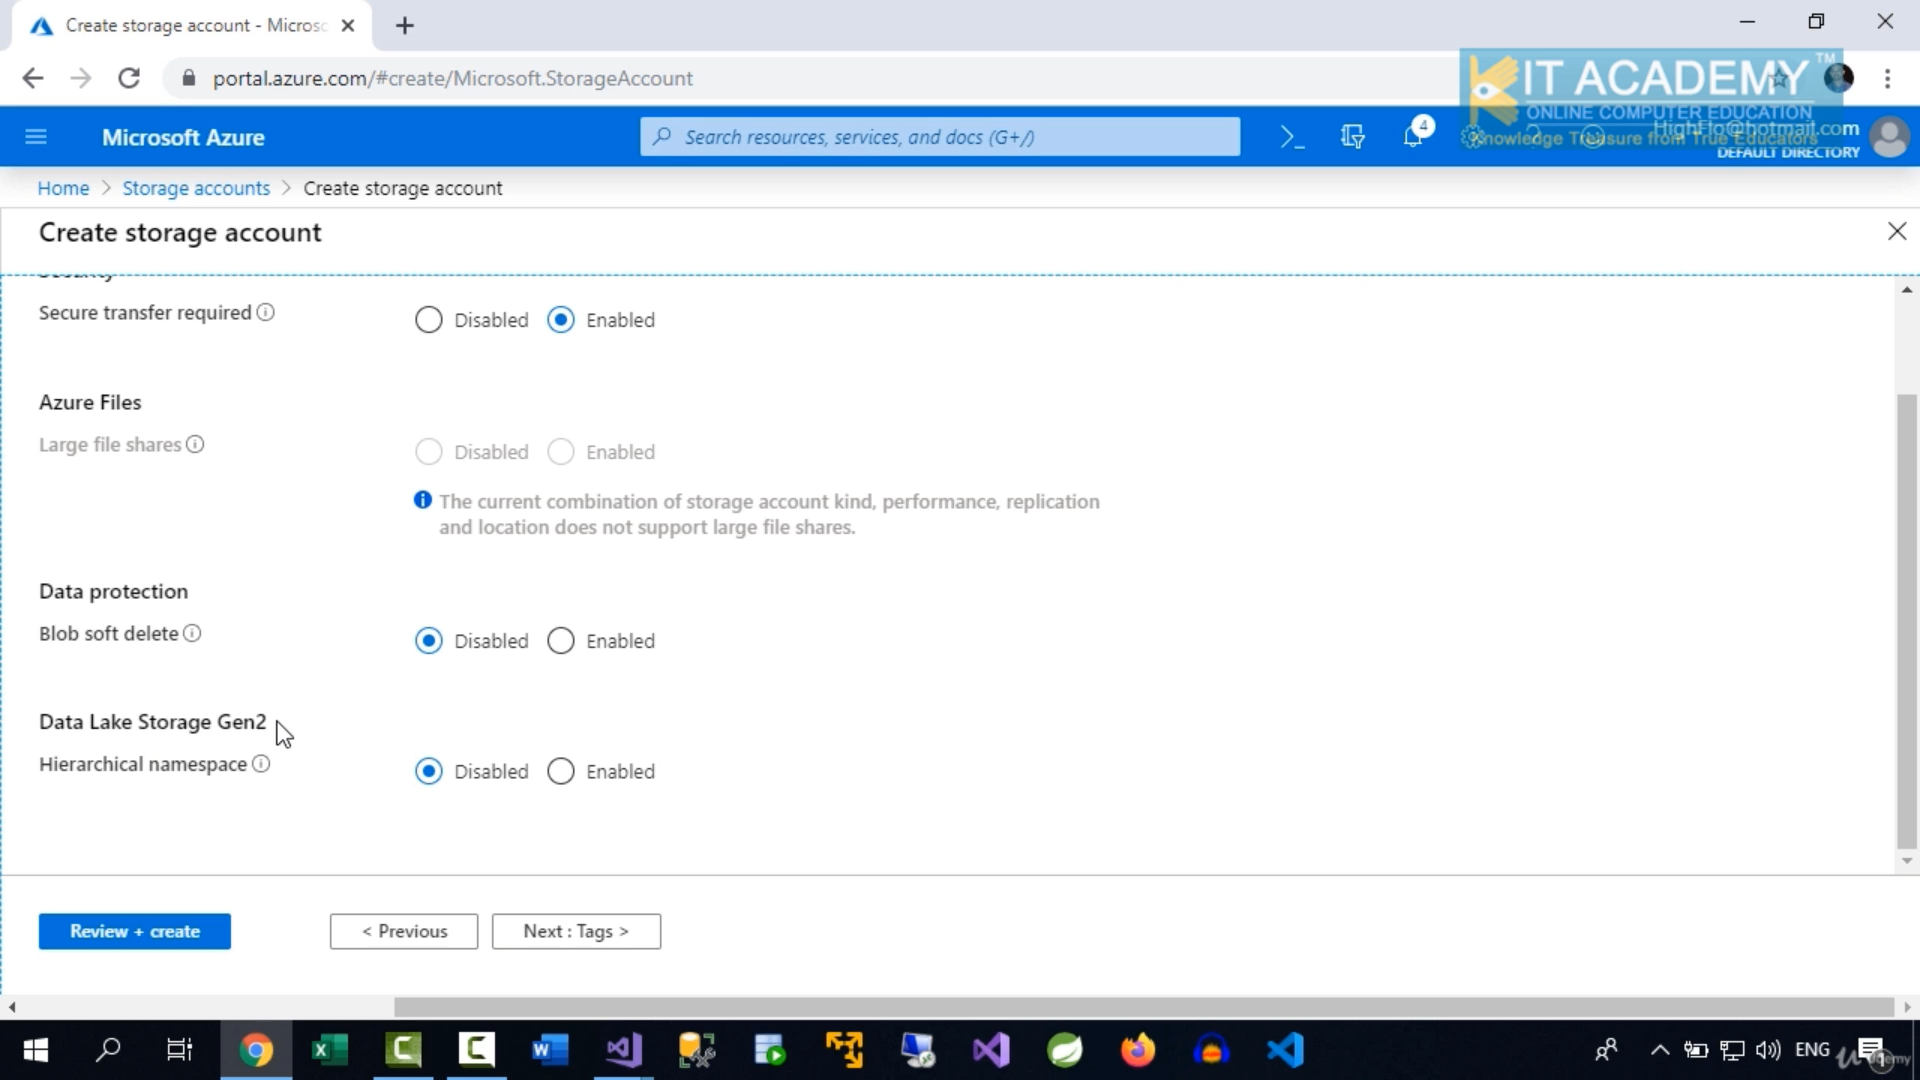 Create storage account - Microso
portal.azure.com/#create/Microsoft.StorageAccount
IT ACADEMY TM
ONLINE COMPUTER EDUCATION
Knowledge Treasure from True Educators
Microsoft Azure
Search resources, services, and docs (G+/)
4
HighFlo@hotmail.com
DEFAULT DIRECTORY
Home > Storage accounts > Create storage account
Create storage account
Security
Secure transfer required
Disabled Enabled
Azure Files
Large file shares
Disabled Enabled
The current combination of storage account kind, performance, replication
and location does not support large file shares.
Data protection
Blob soft delete
Disabled Enabled
Data Lake Storage Gen2
Hierarchical namespace
Disabled Enabled
Review + create
< Previous
Next : Tags >
ENG
1